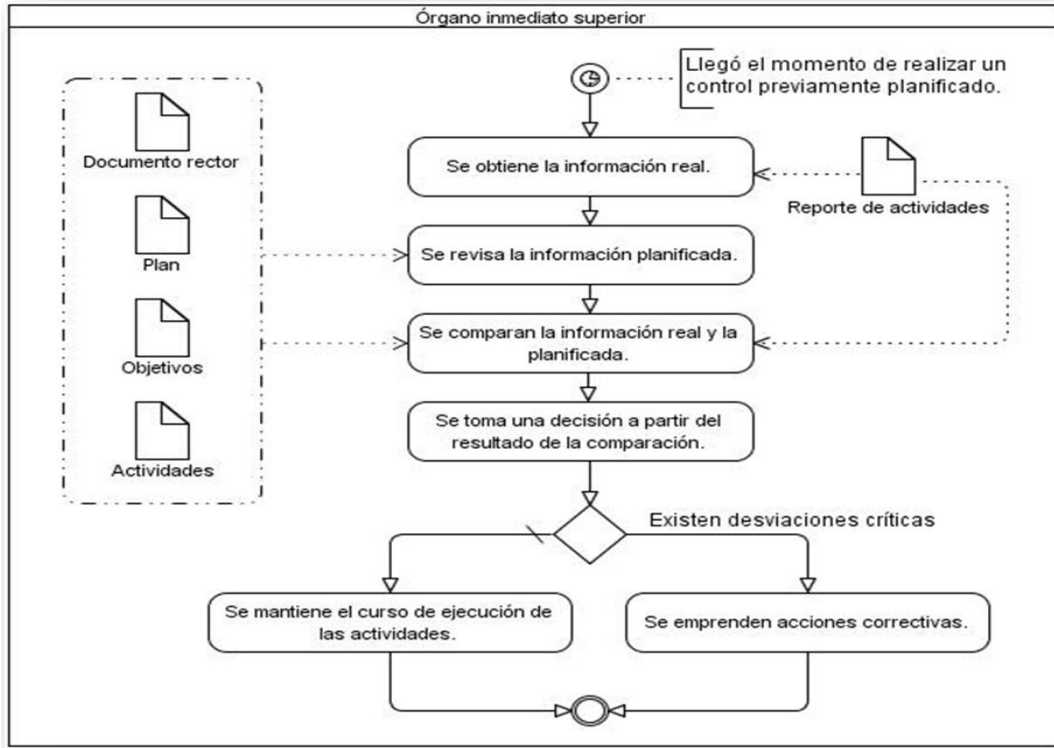 Órgano inmediato superior
Llegó el momento de realizar un
control previamente planificado.
Documento rector
Se obtiene la información real.
Reporte de actividades
Plan
Se revisa la información planificada.
Objetivos
Se comparan la información real y la
planificada.
Actividades
Se toma una decisión a partir del
resultado de la comparación.
Existen desviaciones críticas
Se mantiene el curso de ejecución de
las actividades.
Se emprenden acciones correctivas.